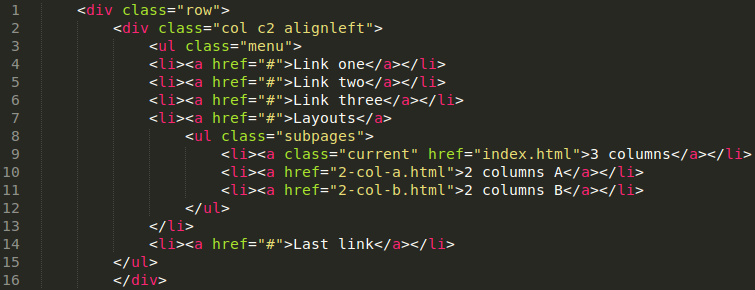 1 <div class="row">
2 <div class="col c2 alignleft">
3 <ul class="menu">
4 <li><a href="#">Link one</a></li>
5 <li><a href="#">Link two</a></li>
6 <li><a href="#">Link three</a></li>
7 <li><a href="#">Layouts</a>
8 <ul class="subpages">
9 <li><a class="current" href="index.html">3 columns</a></li>
10 <li><a href="2-col-a.html">2 columns A</a></li>
11 <li><a href="2-col-b.html">2 columns B</a></li>
12 </ul>
13 </li>
14 <li><a href="#">Last link</a></li>
15 </ul>
16 </div>